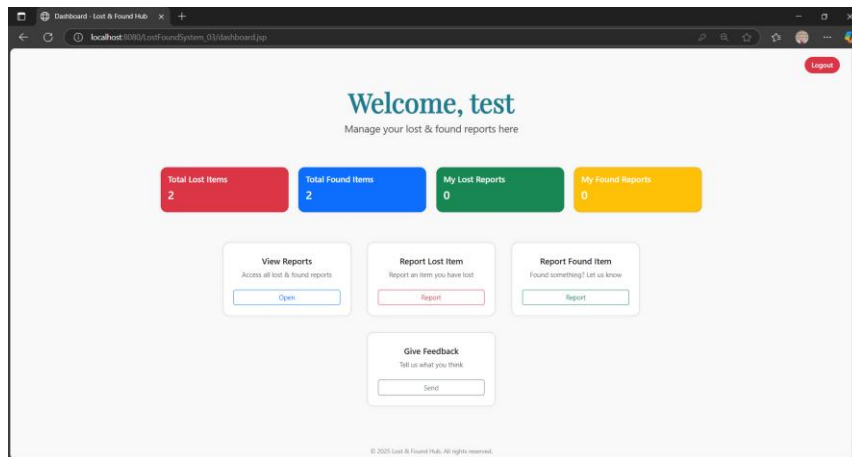 Dashboard - Lost & Found Hub
localhost:8080/LostFoundSystem_03/dashboard.jsp
Logout
Welcome, test
Manage your lost & found reports here
Total Lost Items
2
Total Found Items
2
My Lost Reports
0
My Found Reports
0
View Reports
Access all lost & found reports
Open
Report Lost Item
Report an item you have lost
Report
Report Found Item
Found something? Let us know
Report
Give Feedback
Tell us what you think
Send
© 2025 Lost & Found Hub. All rights reserved.